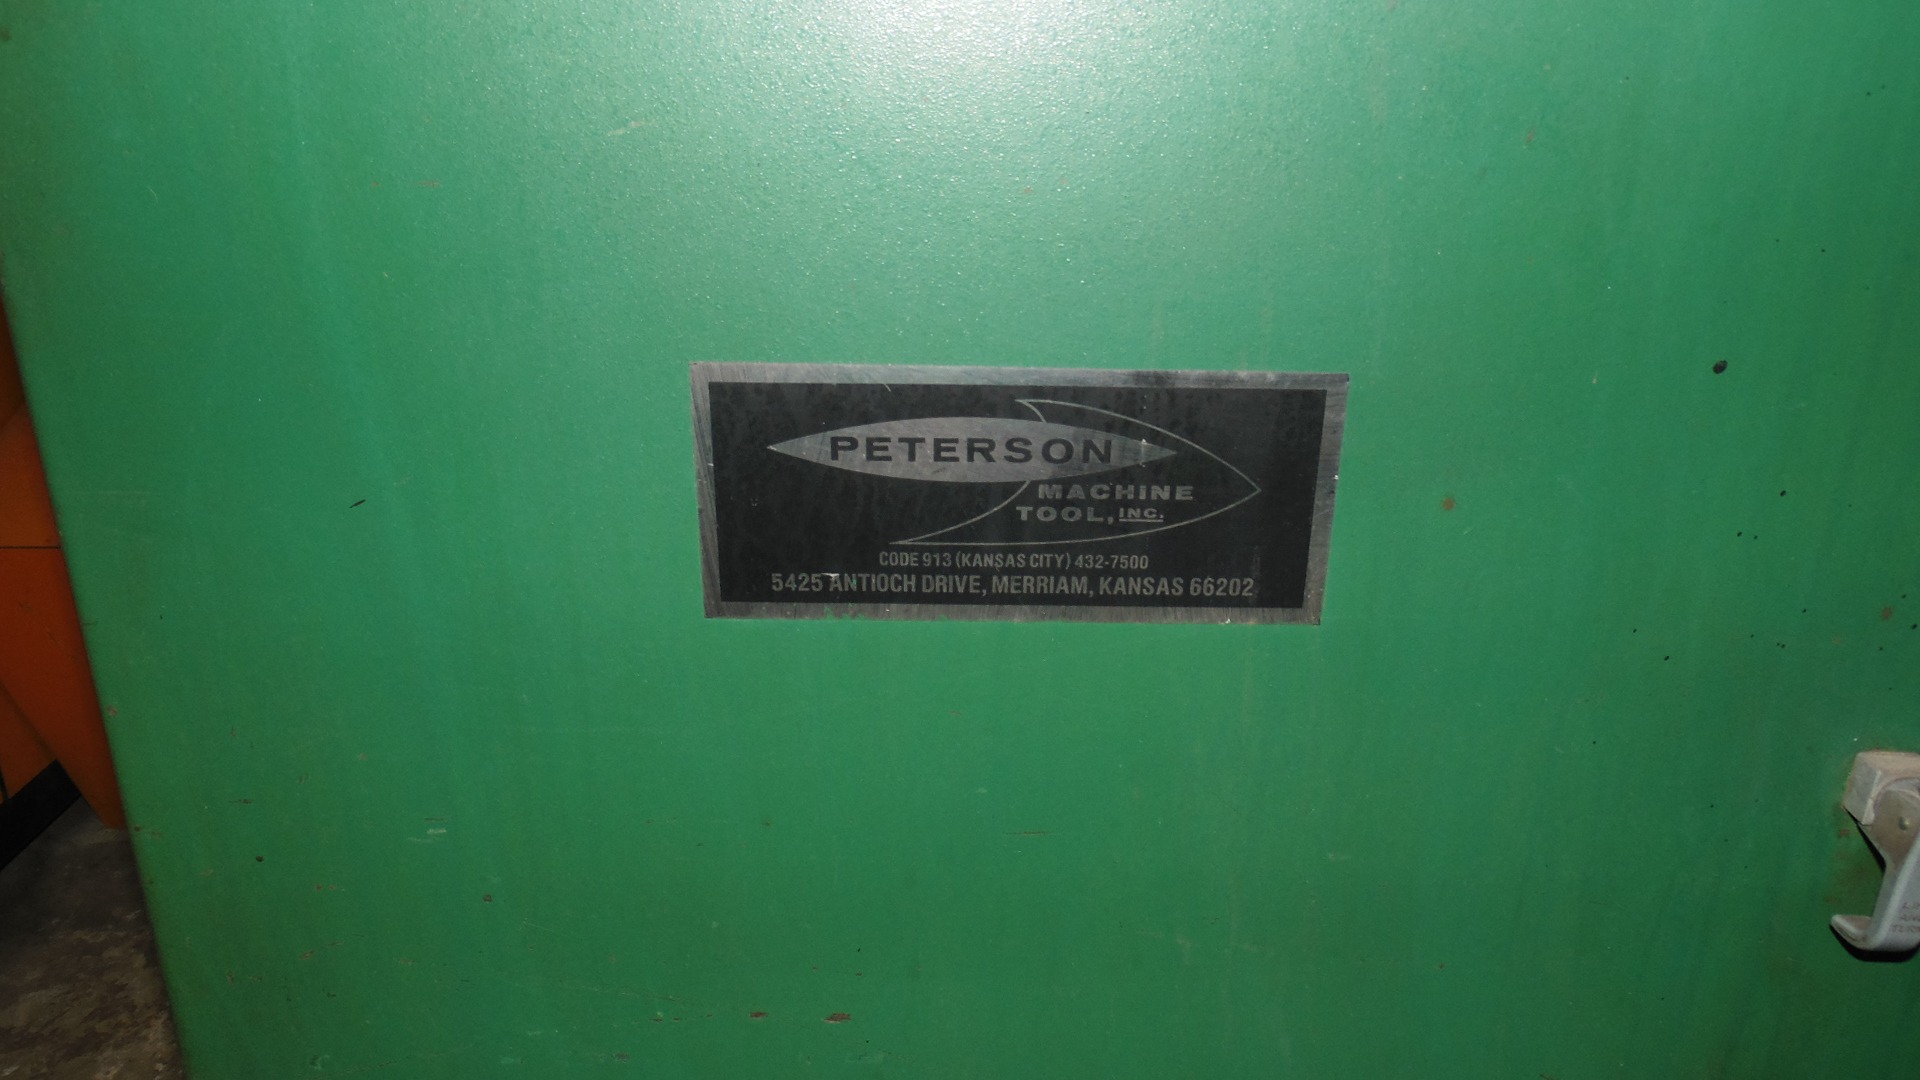 PETERSON
MACHINE
TOOL, INC.
CODE 913 (KANSAS CITY) 432-7500
5425 ANTIOCH DRIVE, MERRIAM, KANSAS 66202